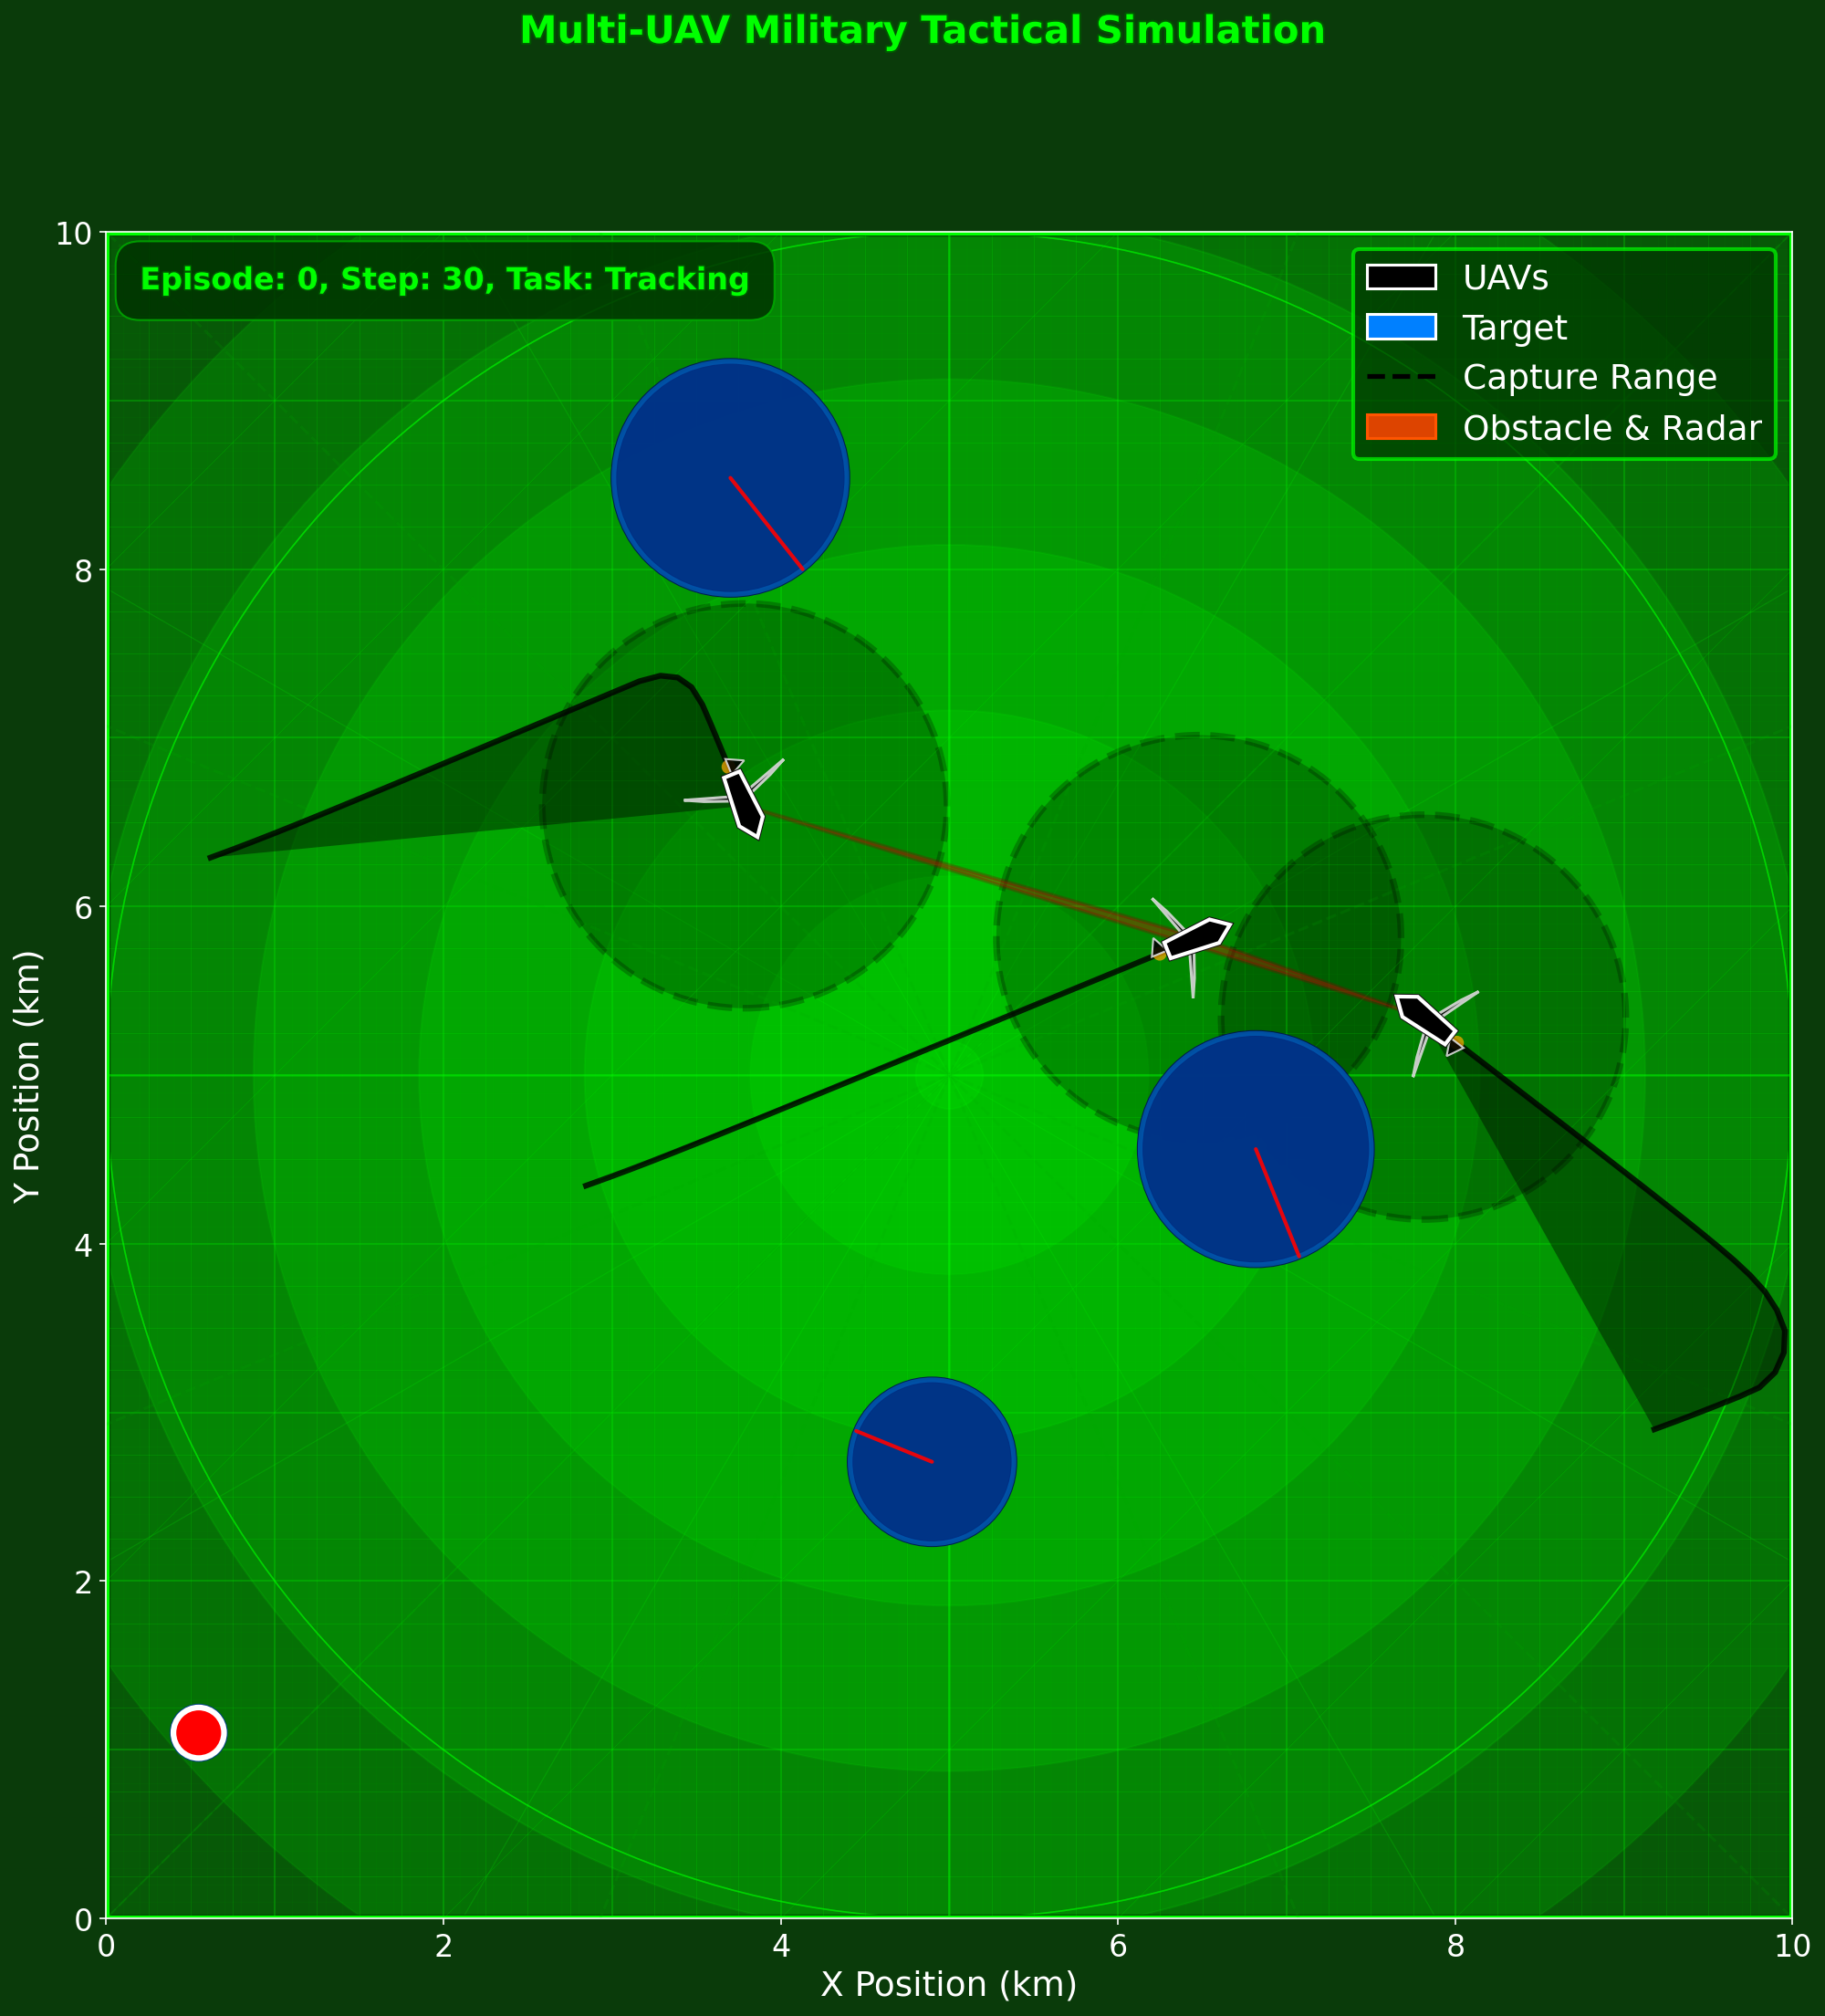 Multi-UAV Military Tactical Simulation
Episode: 0, Step: 30, Task: Tracking
UAVs
Target
Capture Range
Obstacle & Radar
10
8
6
4
2
0
Y Position (km)
0 2 4 6 8 10
X Position (km)